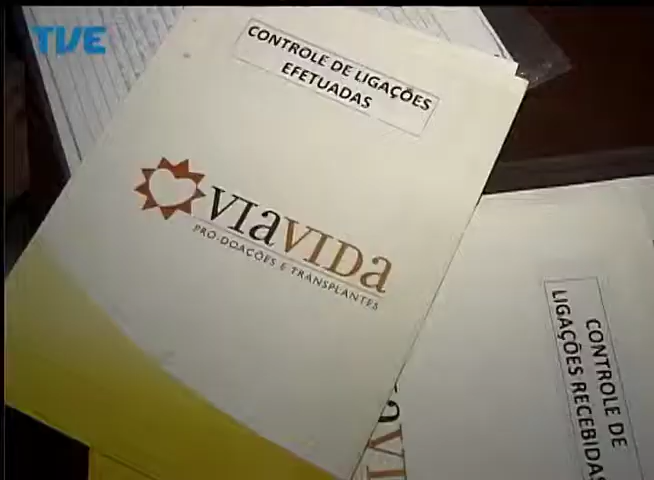 TVE
CONTROLE DE LIGAÇÕES
EFETUADAS
VIAVIDA
PRÓ-DOAÇÕES E TRANSPLANTES
CONTROLE DE
LIGAÇÕES RECEBIDAS